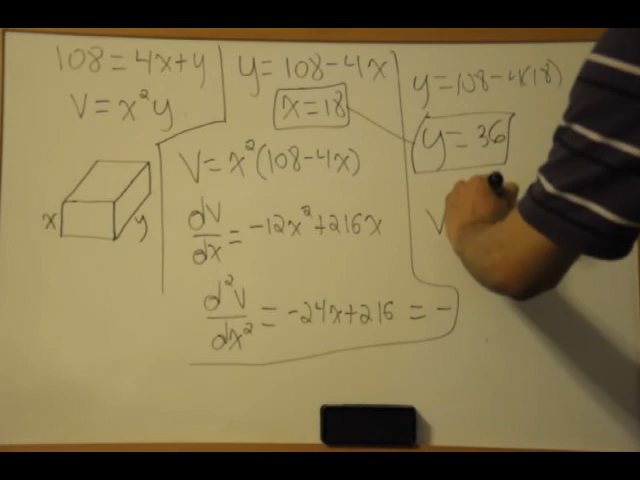 108 = 4x + y
V = x²y
x
y
y = 108 - 4x
x = 18
V = x²(108 - 4x)
dV/dx = -12x² + 216x
d²V/dx² = -24x + 216 = -
y = 108 - 4(18)
y = 36
V